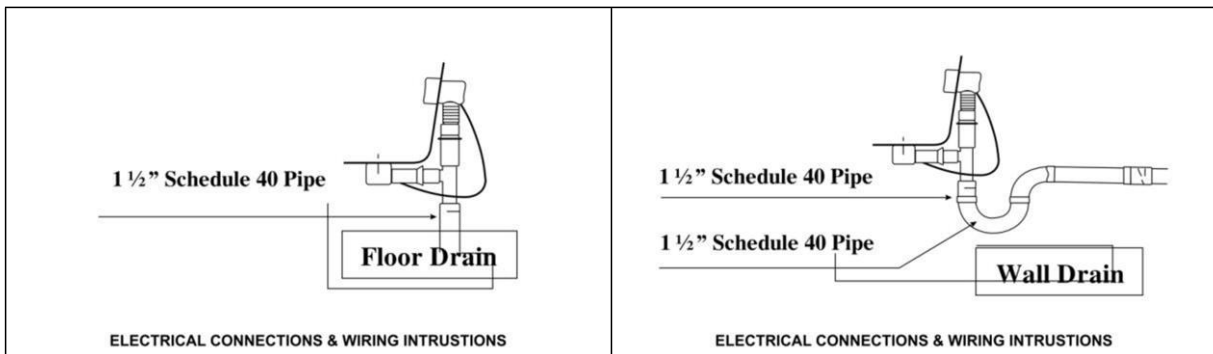 1 ½” Schedule 40 Pipe
Floor Drain
ELECTRICAL CONNECTIONS & WIRING INTRUSTIONS
1 ½” Schedule 40 Pipe
1 ½” Schedule 40 Pipe
Wall Drain
ELECTRICAL CONNECTIONS & WIRING INTRUSTIONS